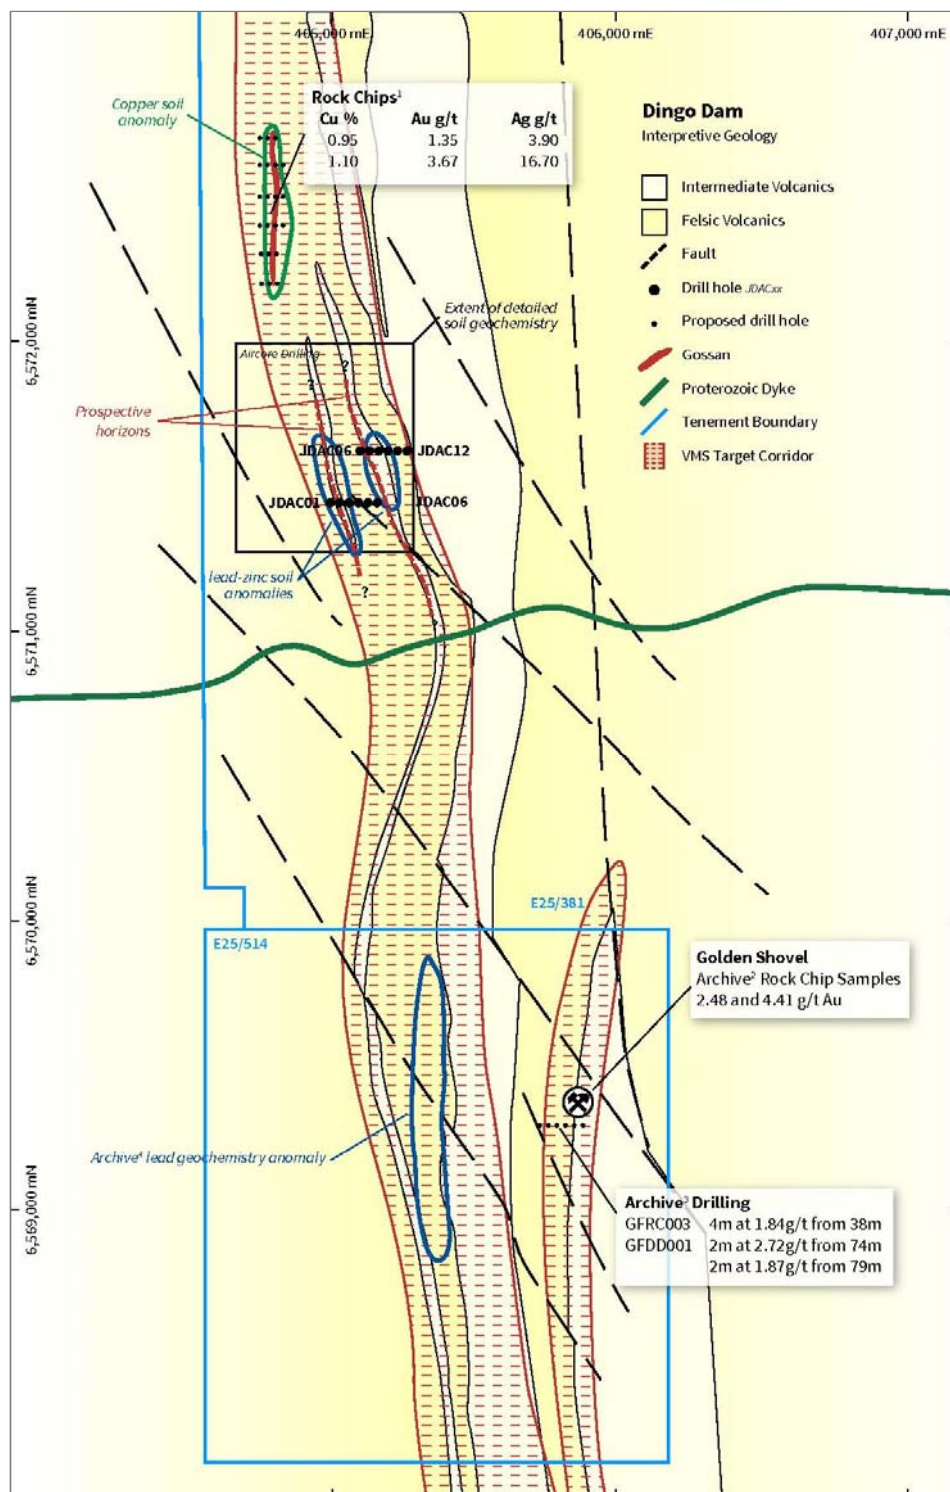 405,000 mE
406,000 mE
407,000 mE
Copper soil
anomaly
Rock Chips¹
Cu % Au g/t Ag g/t
0.95 1.35 3.90
1.10 3.67 16.70
Dingo Dam
Interpretive Geology
Intermediate Volcanics
Felsic Volcanics
Fault
Drill hole JDACxx
Proposed drill hole
Gossan
Proterozoic Dyke
Tenement Boundary
VMS Target Corridor
6,572,000 mN
Extent of detailed
soil geochemistry
Aircore Drilling
?
?
Prospective
horizons
JDAC06
JDAC12
JDAC01
JDAC06
lead-zinc soil
anomalies
?
6,571,000 mN
6,570,000 mN
E25/381
E25/514
Golden Shovel
Archive² Rock Chip Samples
2.48 and 4.41 g/t Au
Archive⁴ lead geochemistry anomaly
6,569,000 mN
Archive³ Drilling
GFRC003 4m at 1.84g/t from 38m
GFDD001 2m at 2.72g/t from 74m
2m at 1.87g/t from 79m